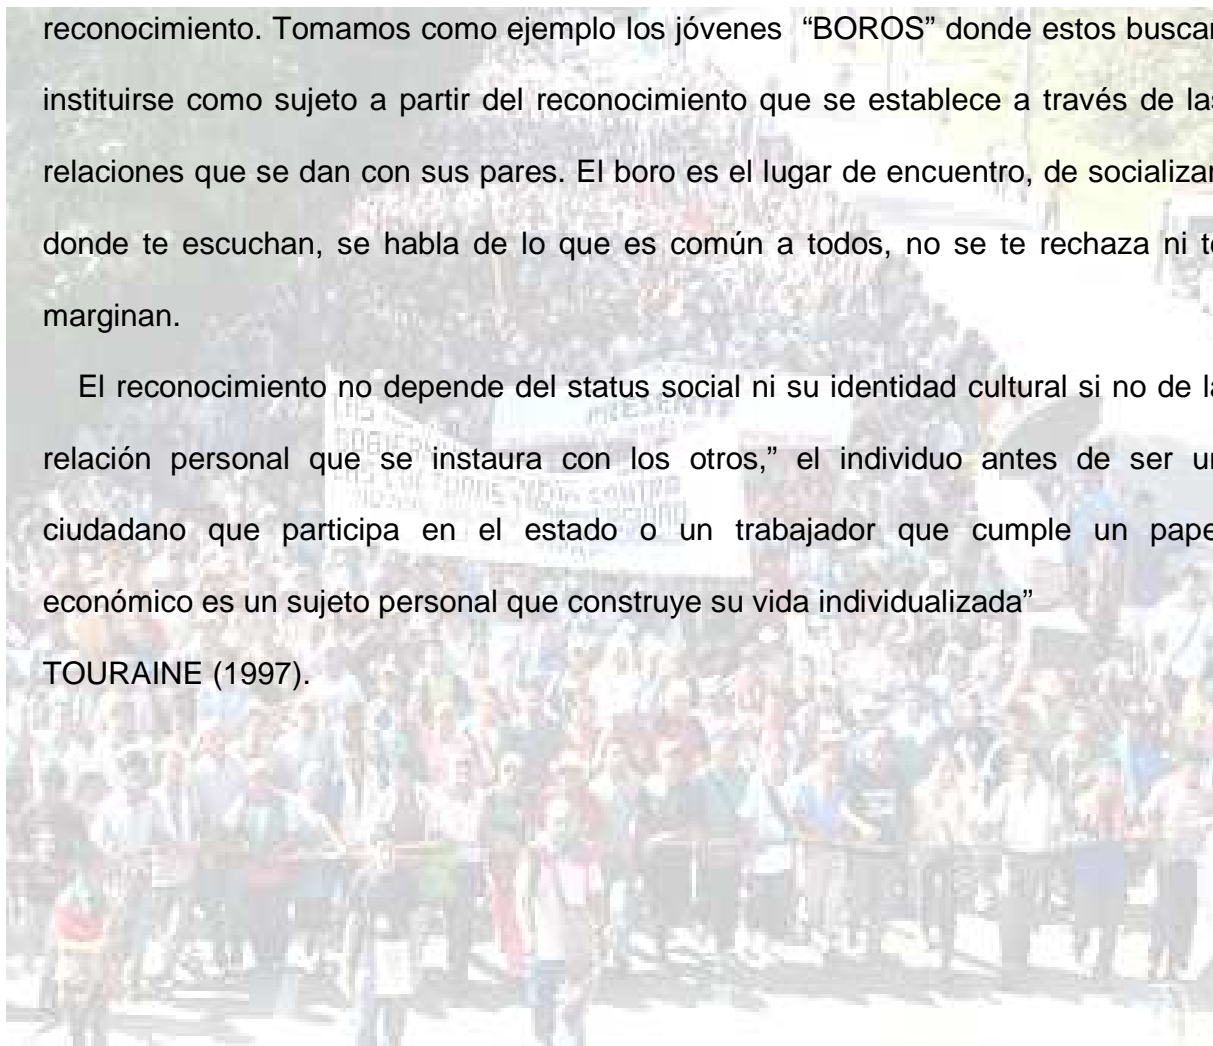 reconocimiento. Tomamos como ejemplo los jóvenes “BOROS” donde estos buscan
instituirse como sujeto a partir del reconocimiento que se establece a través de las
relaciones que se dan con sus pares. El boro es el lugar de encuentro, de socializar
donde te escuchan, se habla de lo que es común a todos, no se te rechaza ni te
marginan.
El reconocimiento no depende del status social ni su identidad cultural si no de la
relación personal que se instaura con los otros,” el individuo antes de ser un
ciudadano que participa en el estado o un trabajador que cumple un papel
económico es un sujeto personal que construye su vida individualizada”
TOURAINE (1997).
PRESENTE